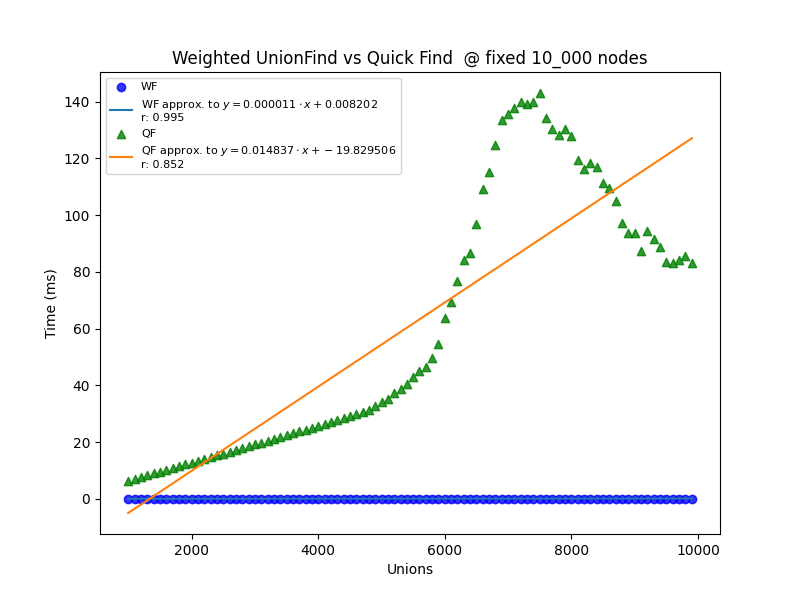 Weighted UnionFind vs Quick Find  @ fixed 10_000 nodes
WF
WF approx. to y = 0.000011 · x + 0.008202
r: 0.995
QF
QF approx. to y = 0.014837 · x + − 19.829506
r: 0.852
140
120
100
80
60
40
20
0
Time (ms)
2000 4000 6000 8000 10000
Unions